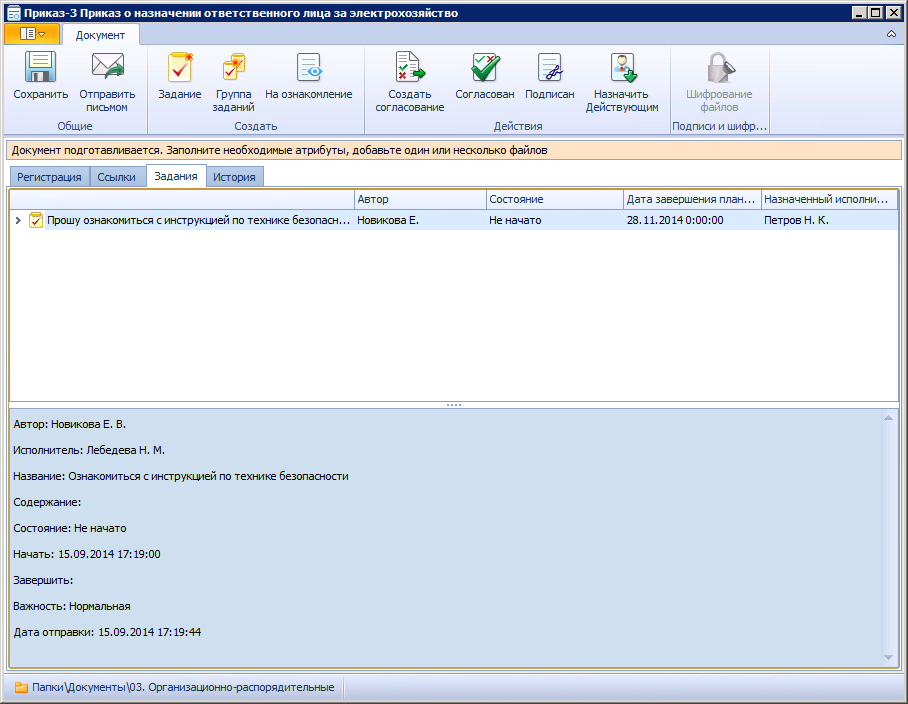 Приказ-3 Приказ о назначении ответственного лица за электрохозяйство
Документ
Сохранить
Отправить
письмом
Задание
Группа
заданий
На ознакомление
Создать
согласование
Согласован
Подписан
Назначить
Действующим
Шифрование
файлов
Общие
Создать
Действия
Подписи и шифр...
Документ подготавливается. Заполните необходимые атрибуты, добавьте один или несколько файлов
Регистрация
Ссылки
Задания
История
Автор
Состояние
Дата завершения план...
Назначенный исполни...
Прошу ознакомиться с инструкцией по технике безопасн...
Новикова Е.
Не начато
28.11.2014 0:00:00
Петров Н. К.
Автор: Новикова Е. В.
Исполнитель: Лебедева Н. М.
Название: Ознакомиться с инструкцией по технике безопасности
Содержание:
Состояние: Не начато
Начать: 15.09.2014 17:19:00
Завершить:
Важность: Нормальная
Дата отправки: 15.09.2014 17:19:44
Папки\Документы\03. Организационно-распорядительные